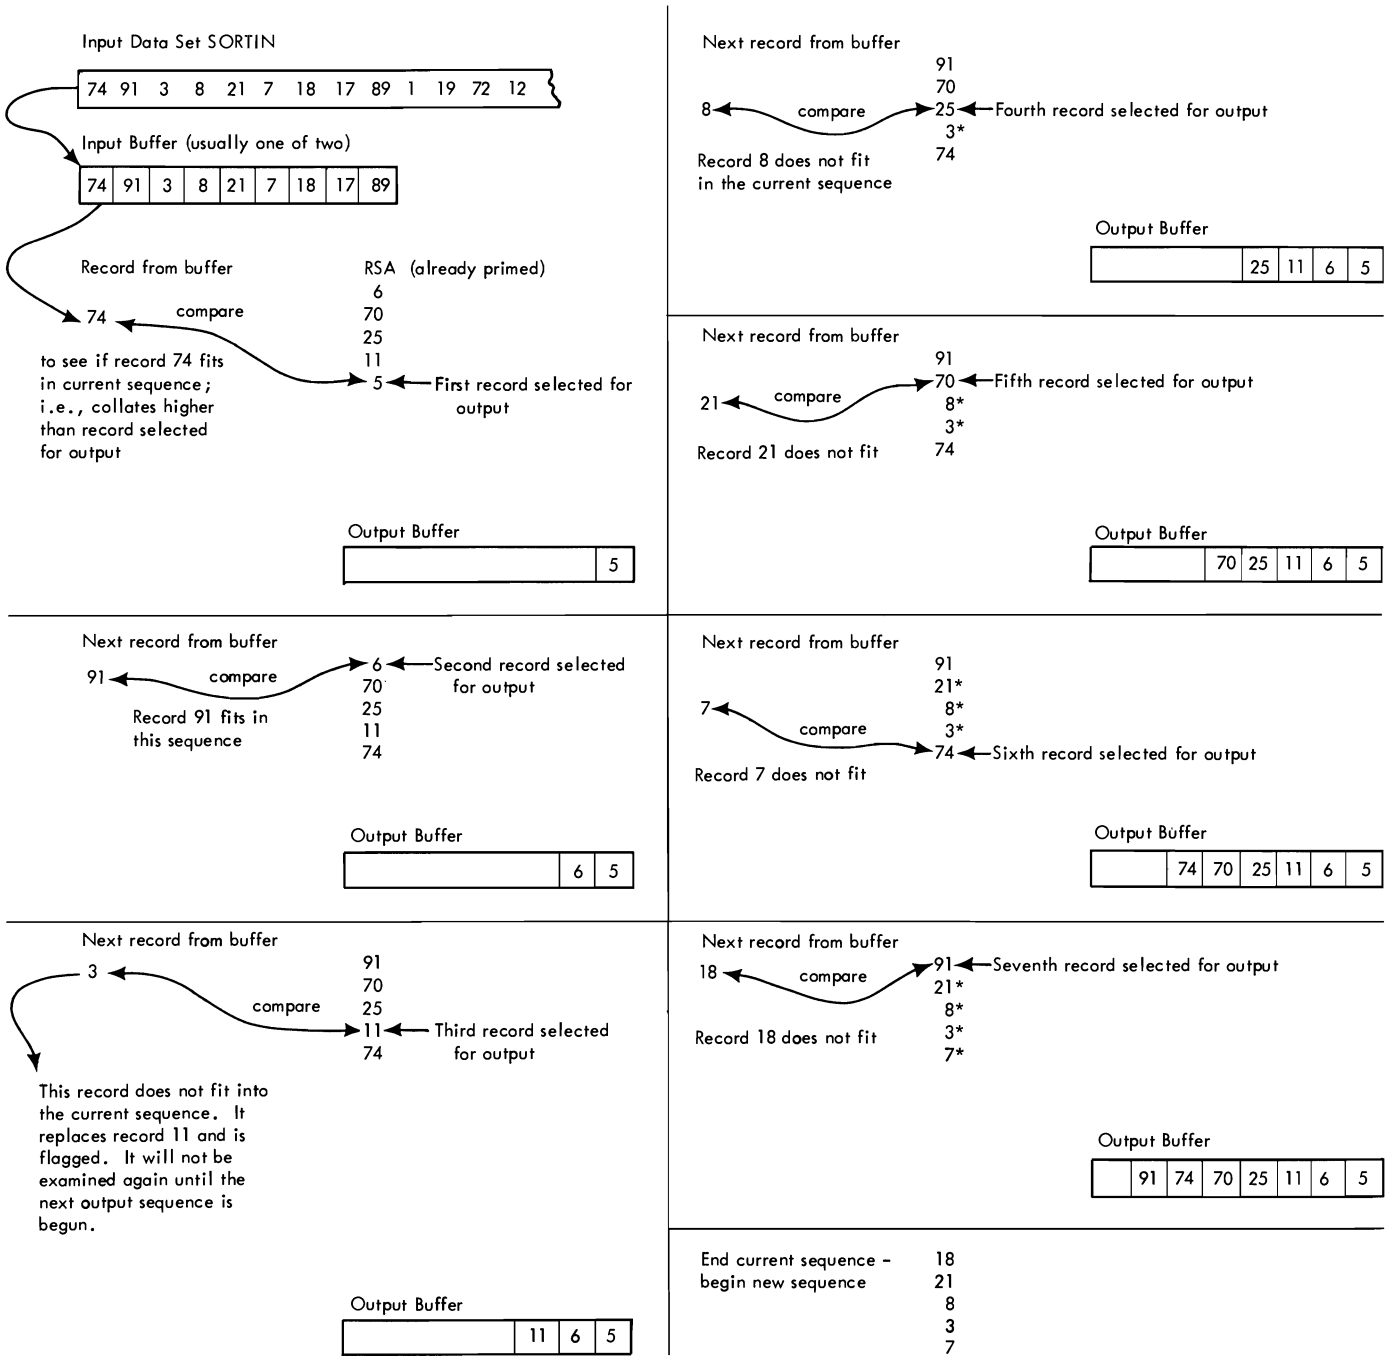 Input Data Set SORTIN
74 91 3 8 21 7 18 17 89 1 19 72 12
Input Buffer (usually one of two)
74 91 3 8 21 7 18 17 89
Record from buffer
RSA (already primed)
6
74
compare
70
25
11
5
to see if record 74 fits
in current sequence;
i.e., collates higher
than record selected
for output
First record selected for
output
Output Buffer
5
Next record from buffer
91
compare
6
Second record selected
for output
70
25
11
74
Record 91 fits in
this sequence
Output Buffer
6 5
Next record from buffer
3
compare
91
70
25
11
74
Third record selected
for output
This record does not fit into
the current sequence. It
replaces record 11 and is
flagged. It will not be
examined again until the
next output sequence is
begun.
Output Buffer
11 6 5
Next record from buffer
91
70
8
compare
25
Fourth record selected for output
3*
74
Record 8 does not fit
in the current sequence
Output Buffer
25 11 6 5
Next record from buffer
91
70
Fifth record selected for output
21
compare
8*
3*
74
Record 21 does not fit
Output Buffer
70 25 11 6 5
Next record from buffer
91
21*
7
8*
compare
3*
74
Sixth record selected for output
Record 7 does not fit
Output Buffer
74 70 25 11 6 5
Next record from buffer
18
compare
91
Seventh record selected for output
21*
8*
3*
7*
Record 18 does not fit
Output Buffer
91 74 70 25 11 6 5
End current sequence -
begin new sequence
18
21
8
3
7